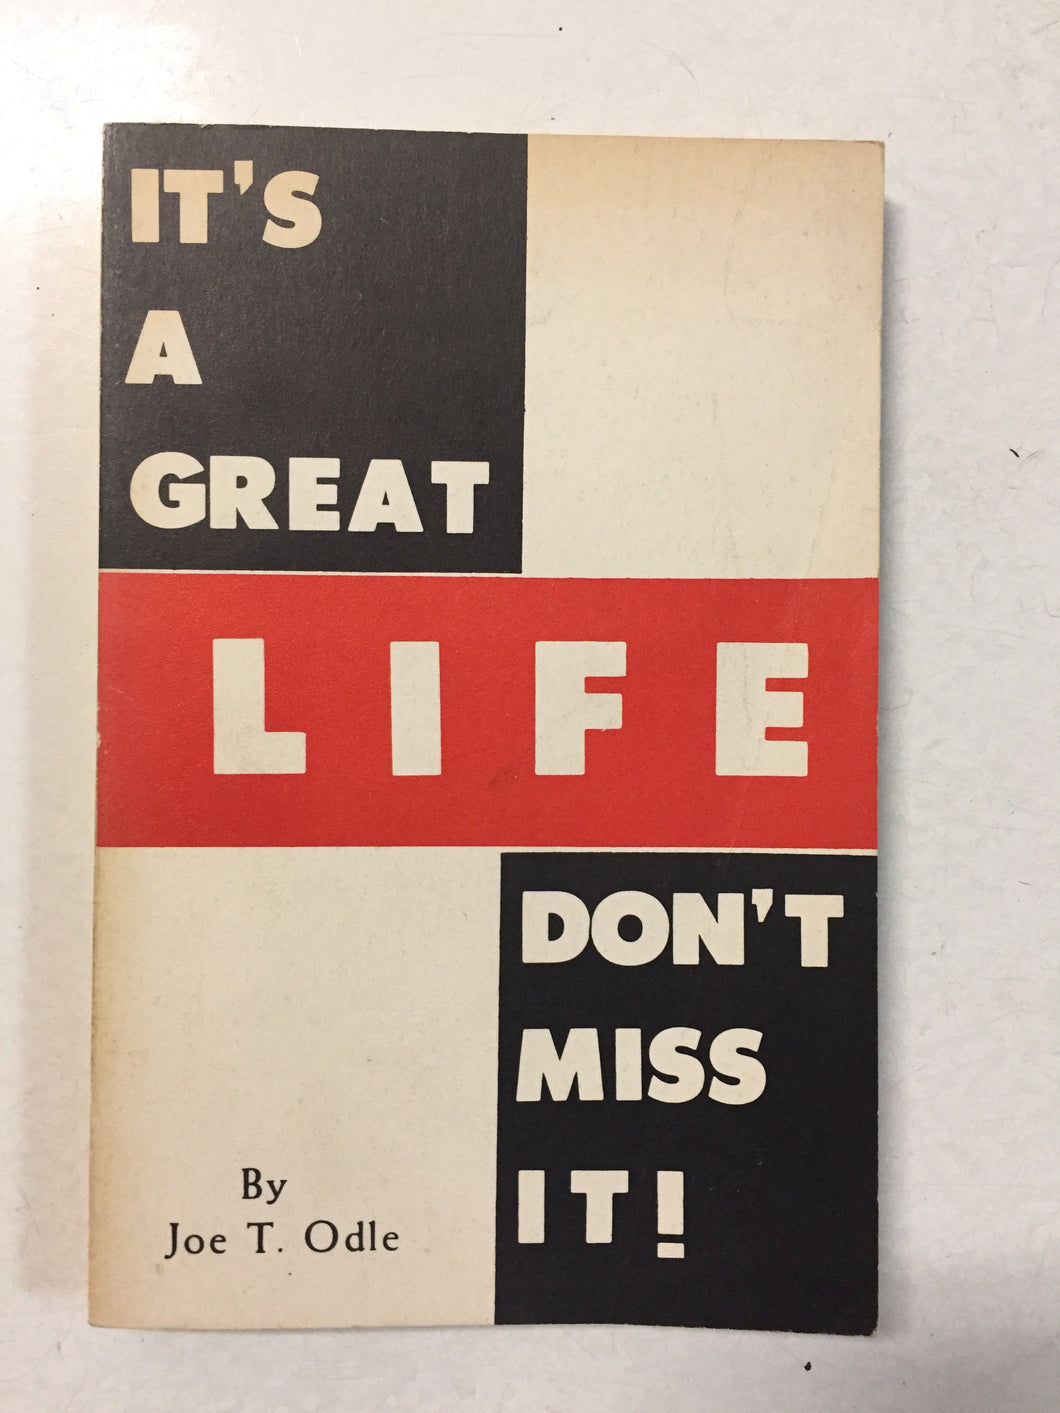 IT'S
A
GREAT
LIFE
DON'T
MISS
IT!
By
Joe T. Odle